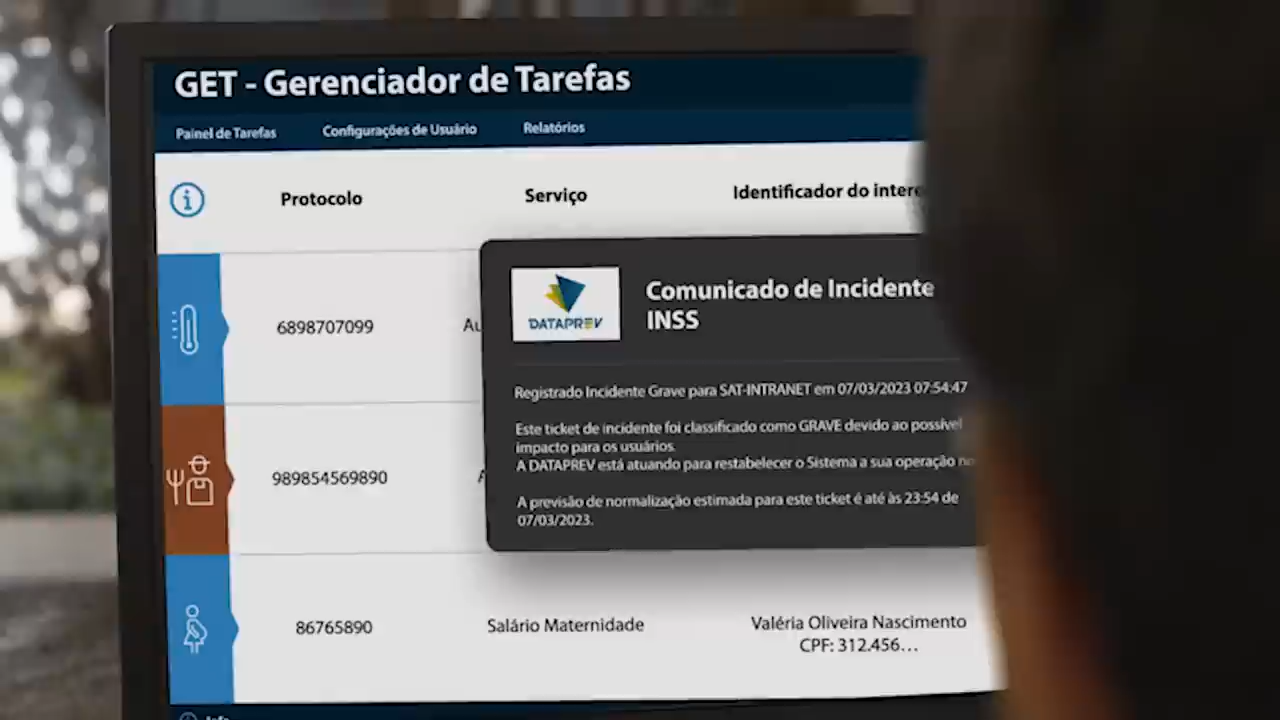 GET - Gerenciador de Tarefas
Painel de Tarefas Configurações de Usuário Relatórios
Protocolo Serviço Identificador do
6898707099
989854569890
86765890 Salário Maternidade Valéria Oliveira Nascimento
CPF: 312.456...
DATAPREV
Comunicado de Incidente
INSS
Registrado Incidente Grave para SAT-INTRANET em 07/03/2023 07:54:47
Este ticket de incidente foi classificado como GRAVE devido ao possível
impacto para os usuários.
A DATAPREV está atuando para restabelecer o Sistema a sua operação
A previsão de normalização estimada para este ticket é até às 23:54 de
07/03/2023.